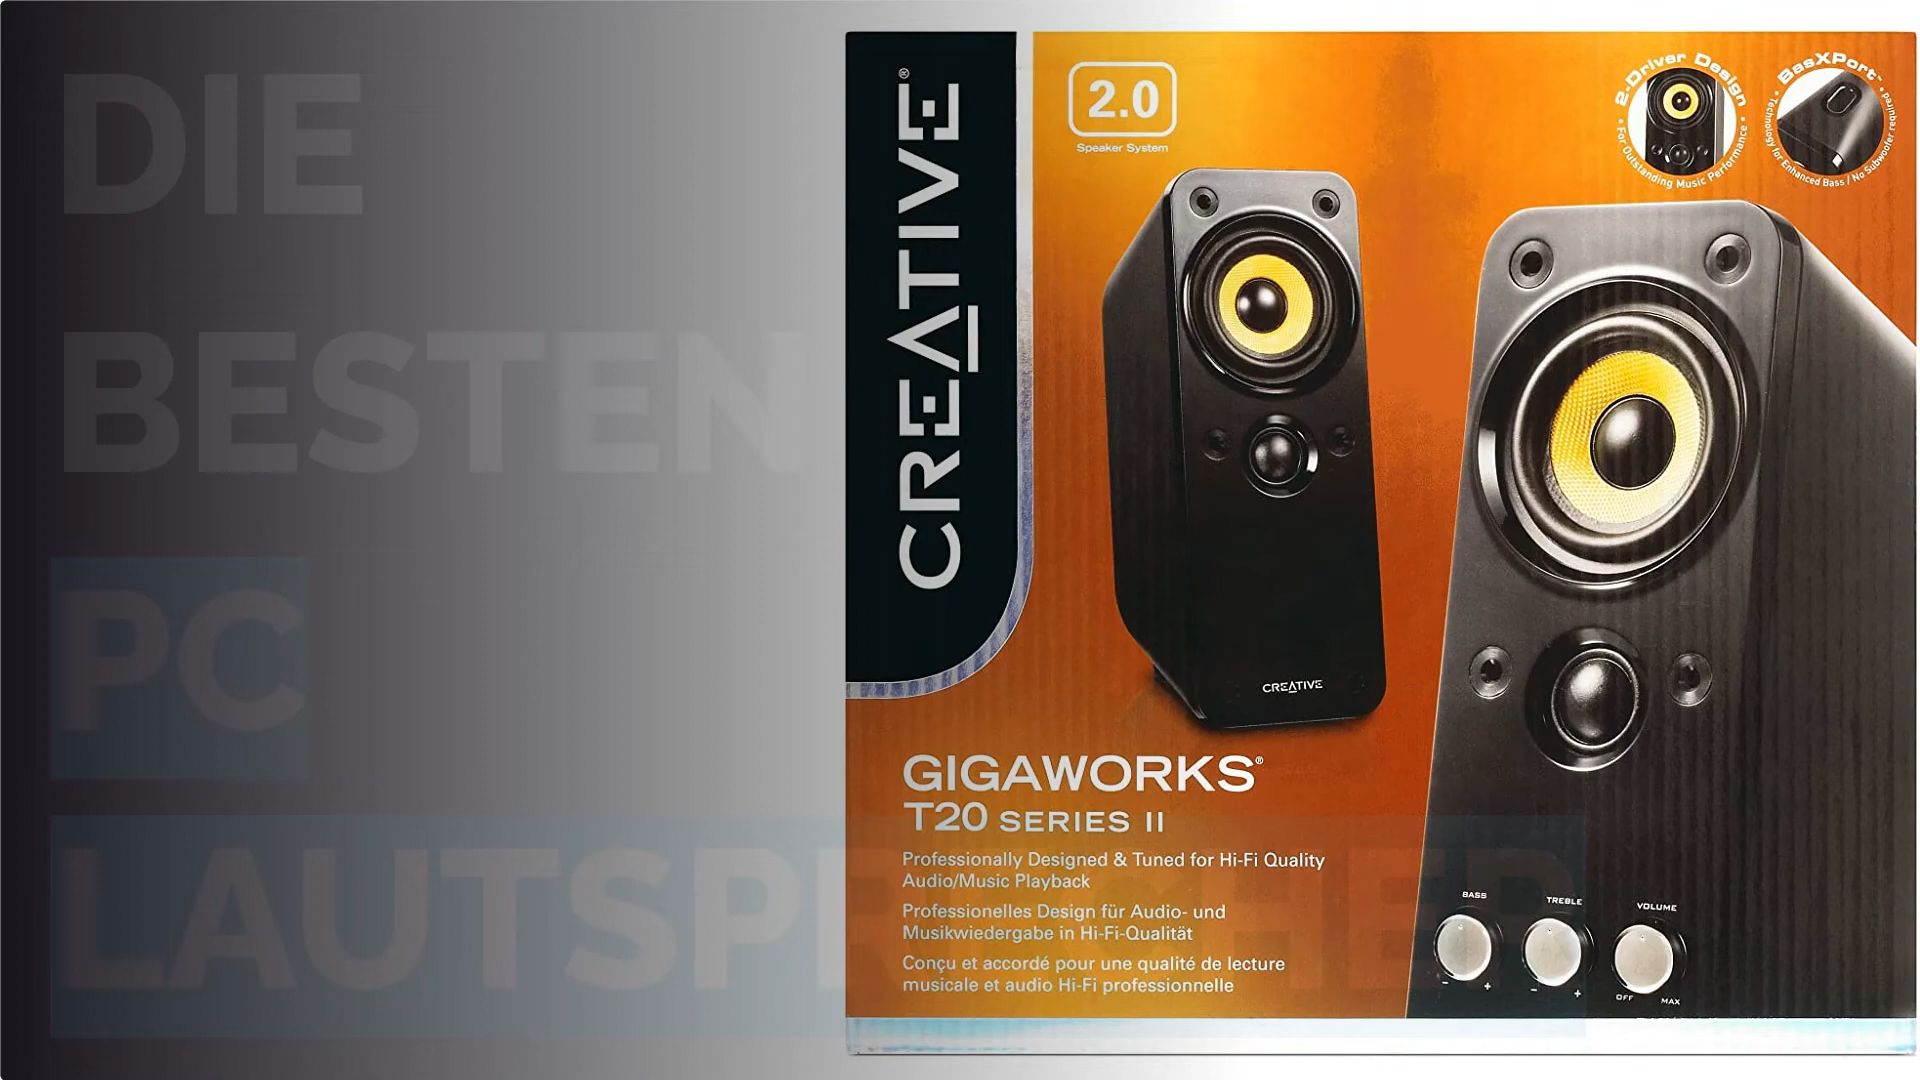 DIE
BESTEN
PC
LAUTSPRECHER
CREATIVE®
2.0
Speaker System
2-Driver Design
• For Outstanding Music Performance •
BasXPort™
• Technology for Enhanced Bass / No Subwoofer required •
CREATIVE
GIGAWORKS®
T20 SERIES II
Professionally Designed & Tuned for Hi-Fi Quality
Audio/Music Playback
Professionelles Design für Audio- und
Musikwiedergabe in Hi-Fi-Qualität
Conçu et accordé pour une qualité de lecture
musicale et audio Hi-Fi professionnelle
BASS
TREBLE
VOLUME
- +
- +
OFF MAX